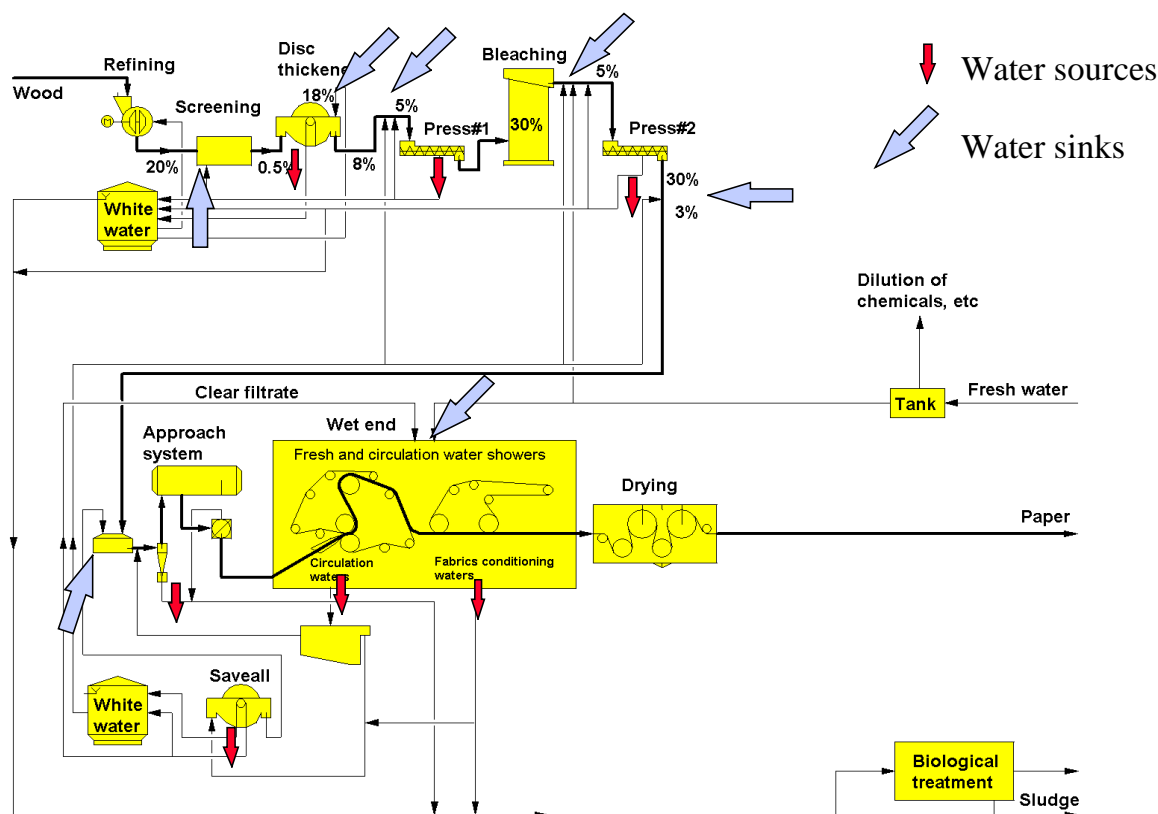 Refining
Wood
M
Screening
Disc
thickene
18%
20%
0.5%
8%
5%
Press#1
Bleaching
30%
5%
Press#2
30%
3%
Water sources
Water sinks
White
water
Dilution of
chemicals, etc
Fresh water
Tank
Clear filtrate
Wet end
Approach
system
Fresh and circulation water showers
Drying
Paper
Circulation
waters
Fabrics conditioning
waters
Saveall
White
water
Biological
treatment
Sludge